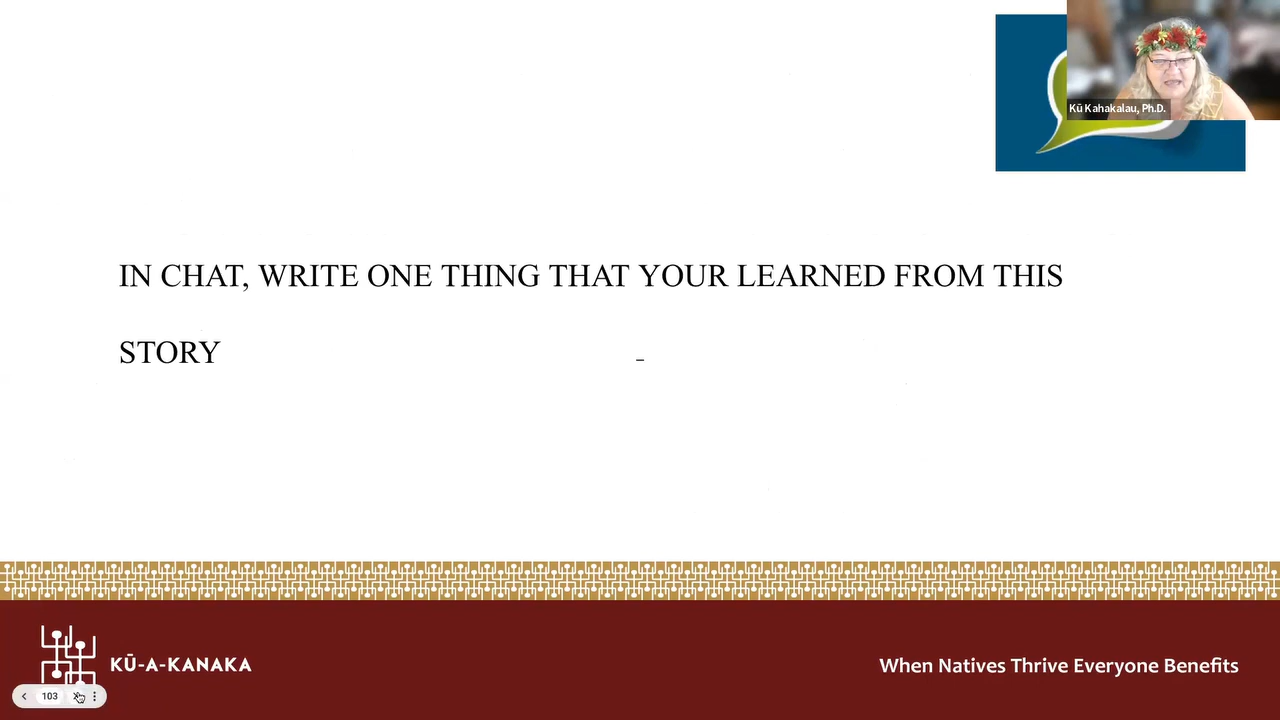 Kū Kahakalau, Ph.D.
IN CHAT, WRITE ONE THING THAT YOUR LEARNED FROM THIS
STORY
–
KŪ-A-KANAKA
When Natives Thrive Everyone Benefits
103